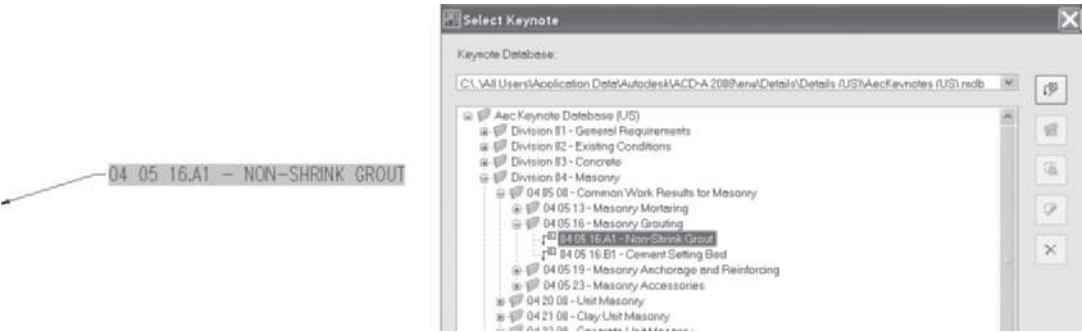 04 05 16.A1 - NON-SHRINK GROUT
Select Keynote
Keynote Database:
C:\..\All Users\Application Data\Autodesk\ACD-A 2008\enu\Details\Details (US)\AecKeynotes (US).mdb
Aec Keynote Database (US)
Division 01 - General Requirements
Division 02 - Existing Conditions
Division 03 - Concrete
Division 04 - Masonry
04 05 00 - Common Work Results for Masonry
04 05 13 - Masonry Mortaring
04 05 16 - Masonry Grouting
04 05 16.A1 - Non-Shrink Grout
04 05 16.B1 - Cement Setting Bed
04 05 19 - Masonry Anchorage and Reinforcing
04 05 23 - Masonry Accessories
04 20 00 - Unit Masonry
04 21 00 - Clay Unit Masonry